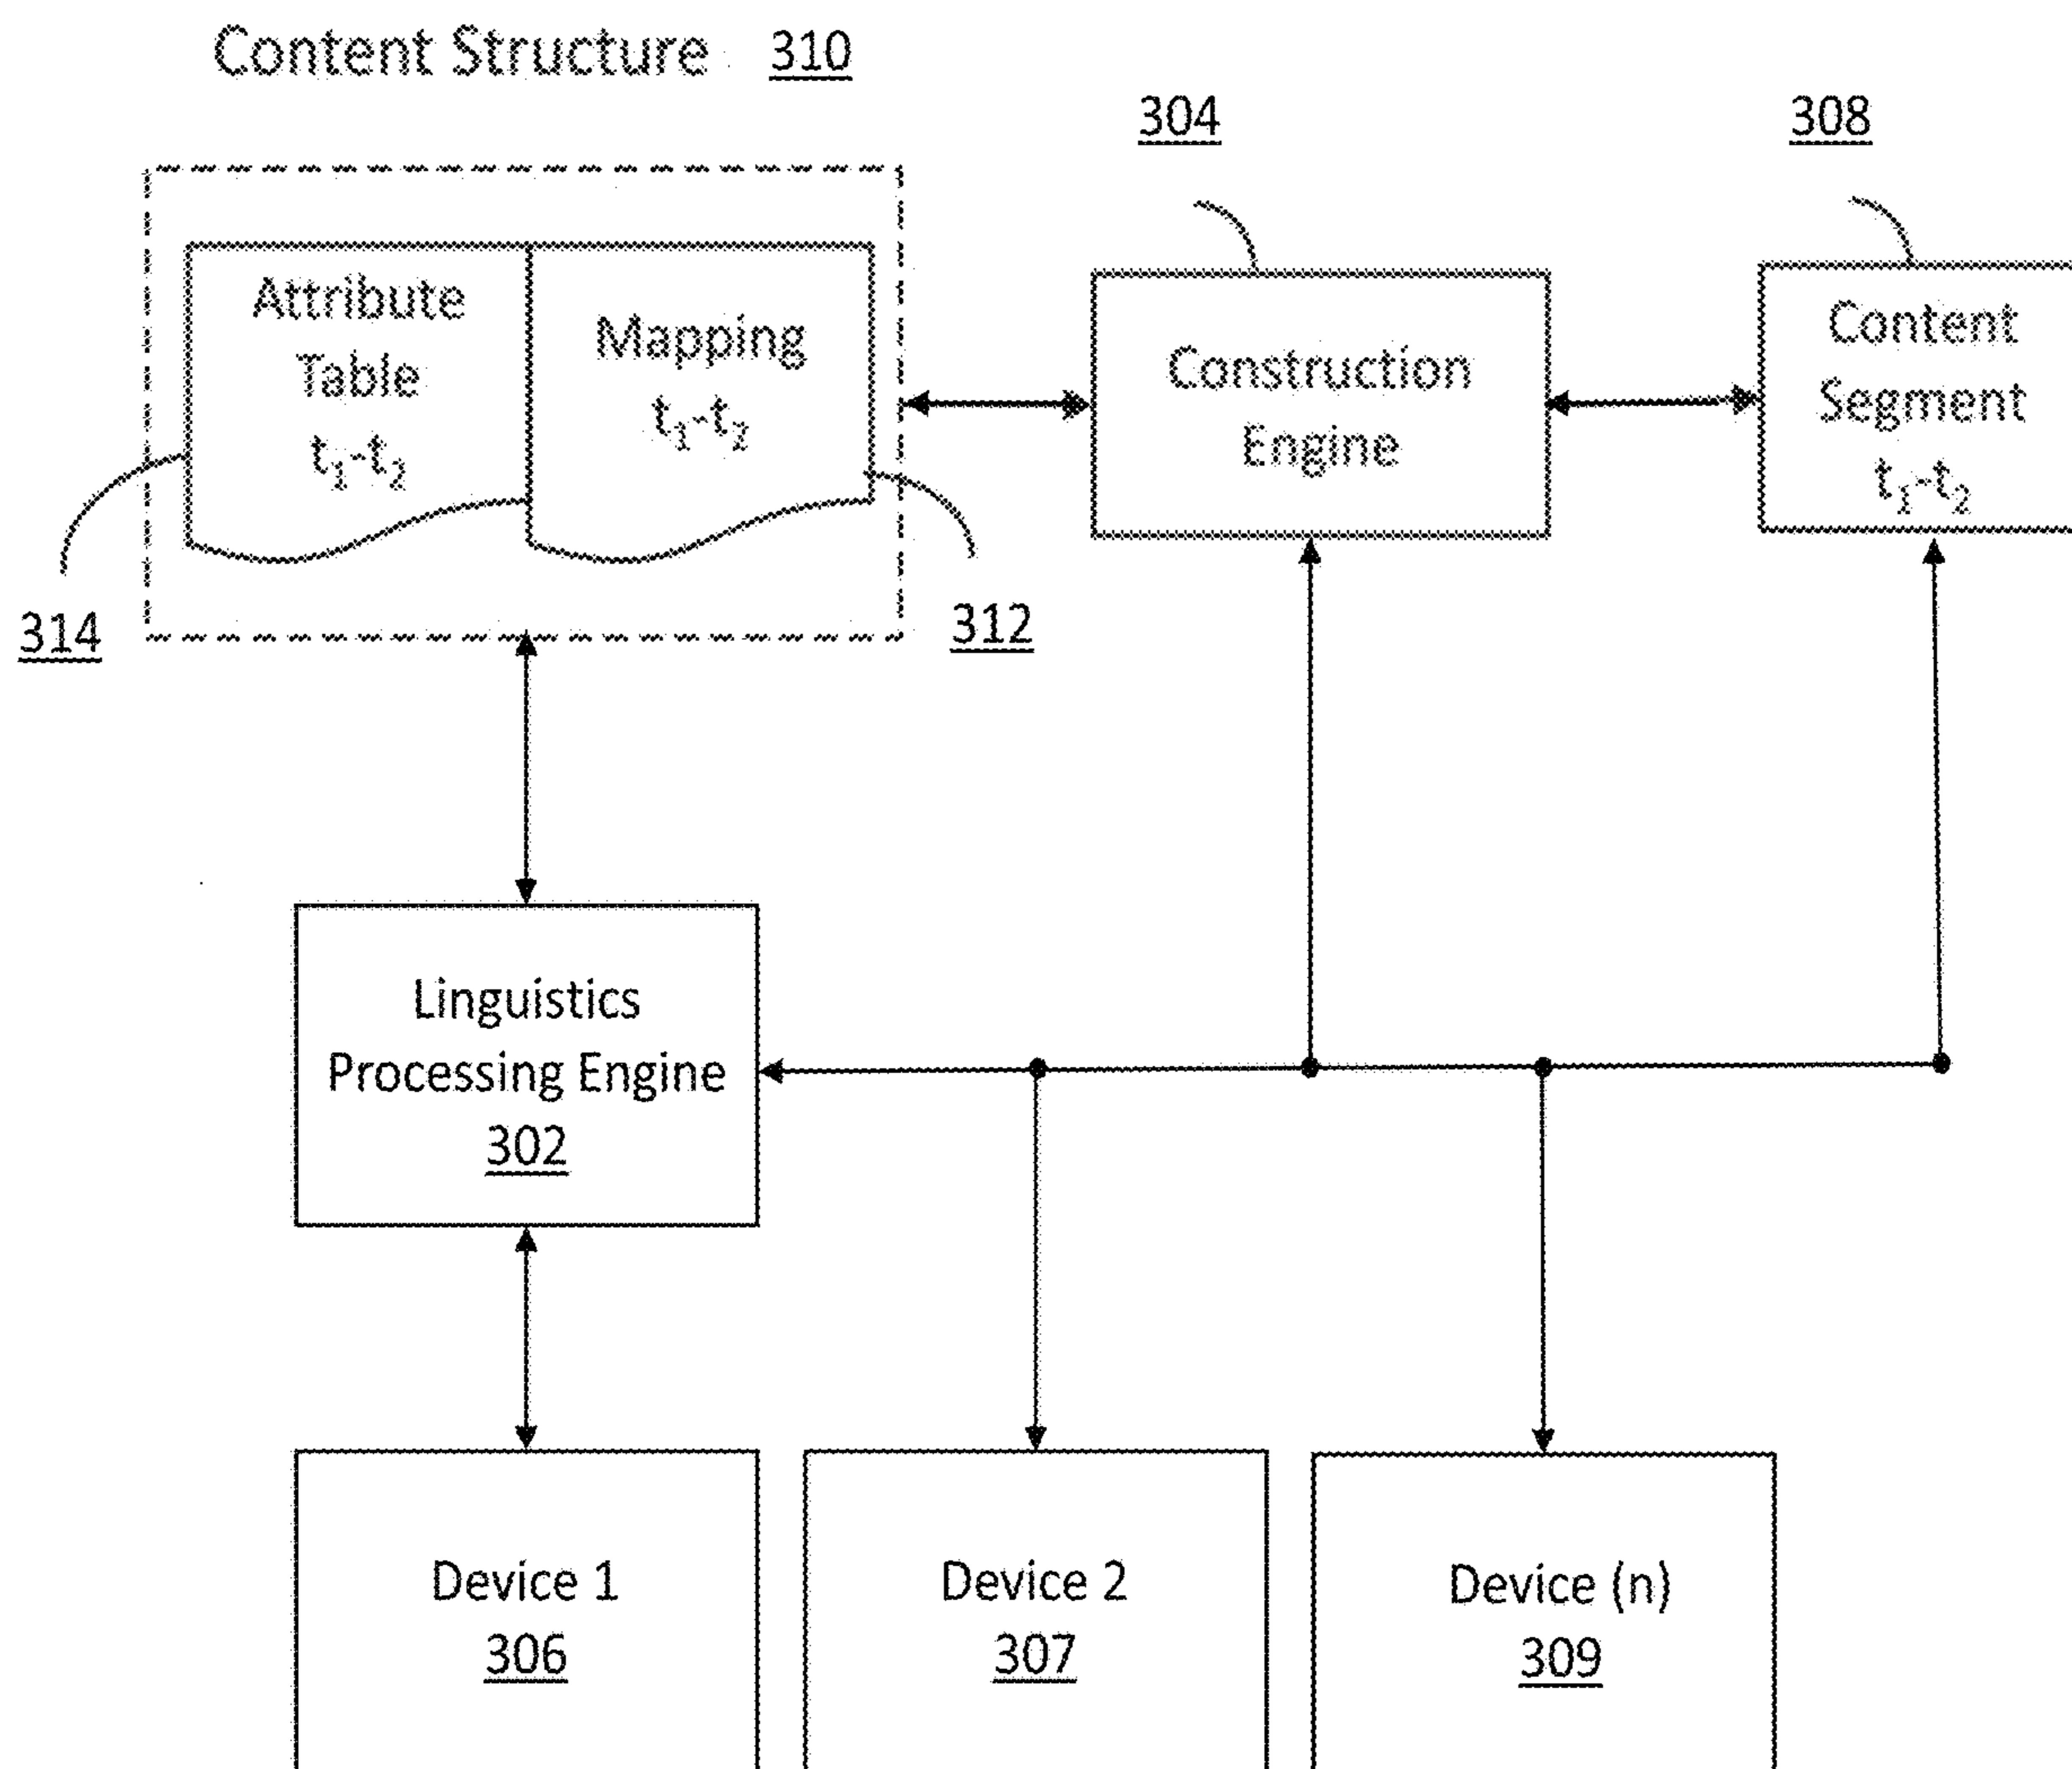 Content Structure 310
304
308
Attribute
Table
t₁-t₂
Mapping
t₁-t₂
Construction
Engine
Content
Segment
t₁-t₂
314
312
Linguistics
Processing Engine
302
Device 1
306
Device 2
307
Device (n)
309